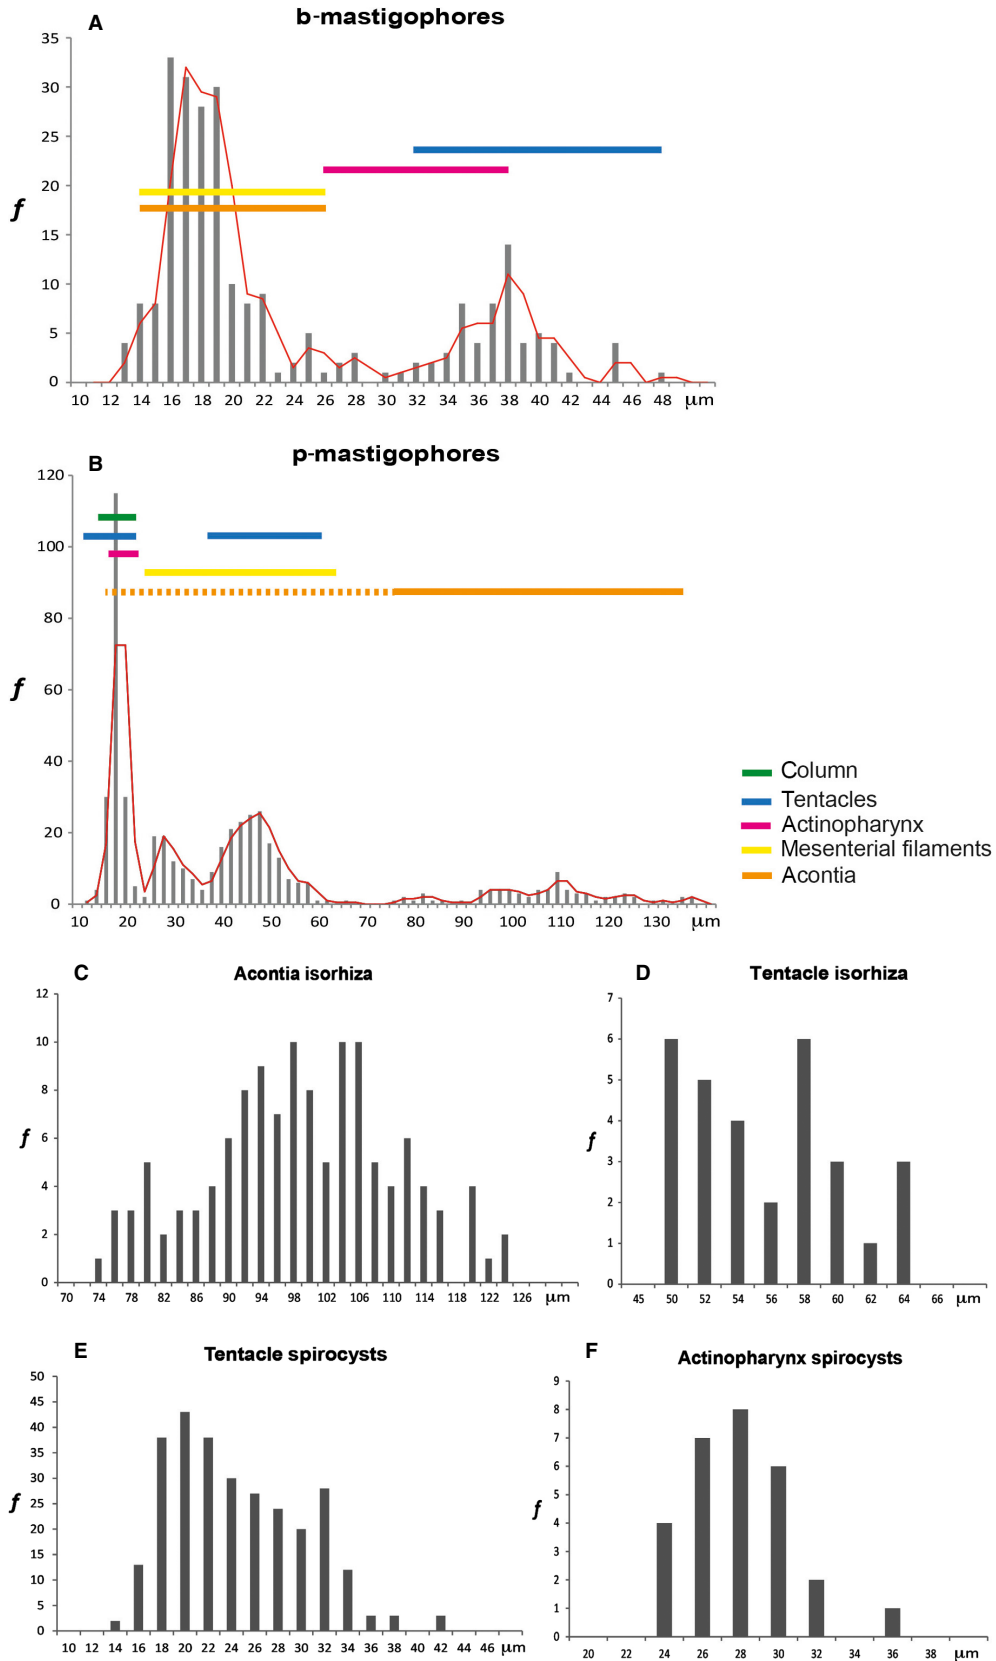 A
b-mastigophores
35
30
25
20
15
10
5
0
f
10 12 14 16 18 20 22 24 26 28 30 32 34 36 38 40 42 44 46 48 μm
B
p-mastigophores
120
100
80
60
40
20
0
f
10 20 30 40 50 60 70 80 90 100 110 120 130 μm
Column
Tentacles
Actinopharynx
Mesenterial filaments
Acontia
C
Acontia isorhiza
12
10
8
6
4
2
0
f
70 74 78 82 86 90 94 98 102 106 110 114 118 122 126 μm
D
Tentacle isorhiza
7
6
5
4
3
2
1
0
f
45 50 52 54 56 58 60 62 64 66 μm
E
Tentacle spirocysts
50
45
40
35
30
25
20
15
10
5
0
f
10 12 14 16 18 20 22 24 26 28 30 32 34 36 38 40 42 44 46 μm
F
Actinopharynx spirocysts
9
8
7
6
5
4
3
2
1
0
f
20 22 24 26 28 30 32 34 36 38 μm